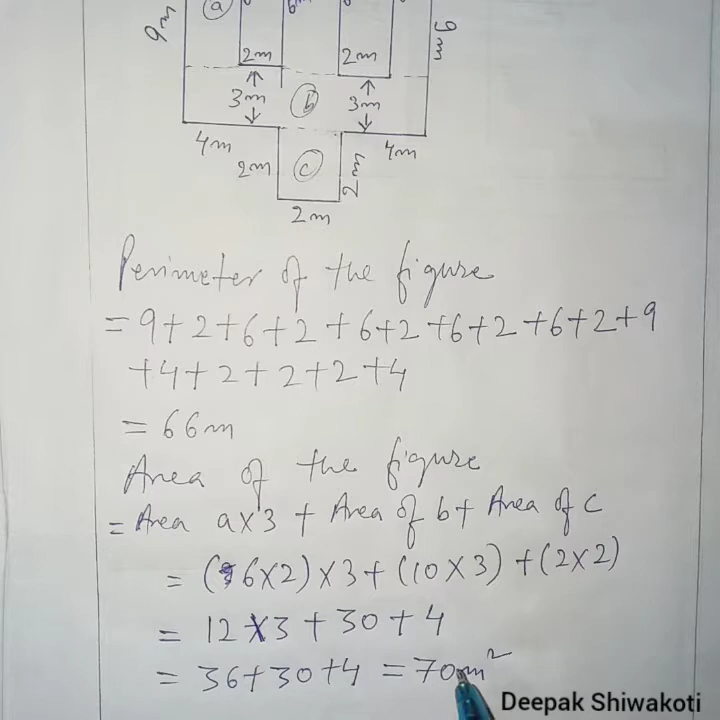 9m a 6 9m
2m 2m
3m b 3m
4m 2m c 2m 4m
2m
Perimeter of the figure
= 9+2+6+2+6+2+6+2+6+2+9
+4+2+2+2+4
= 66m
Area of the figure
= Area a×3 + Area of b+ Area of c
= (6×2)×3+(10×3)+(2×2)
= 12×3+30+4
= 36+30+4 = 70m²
Deepak Shiwakoti